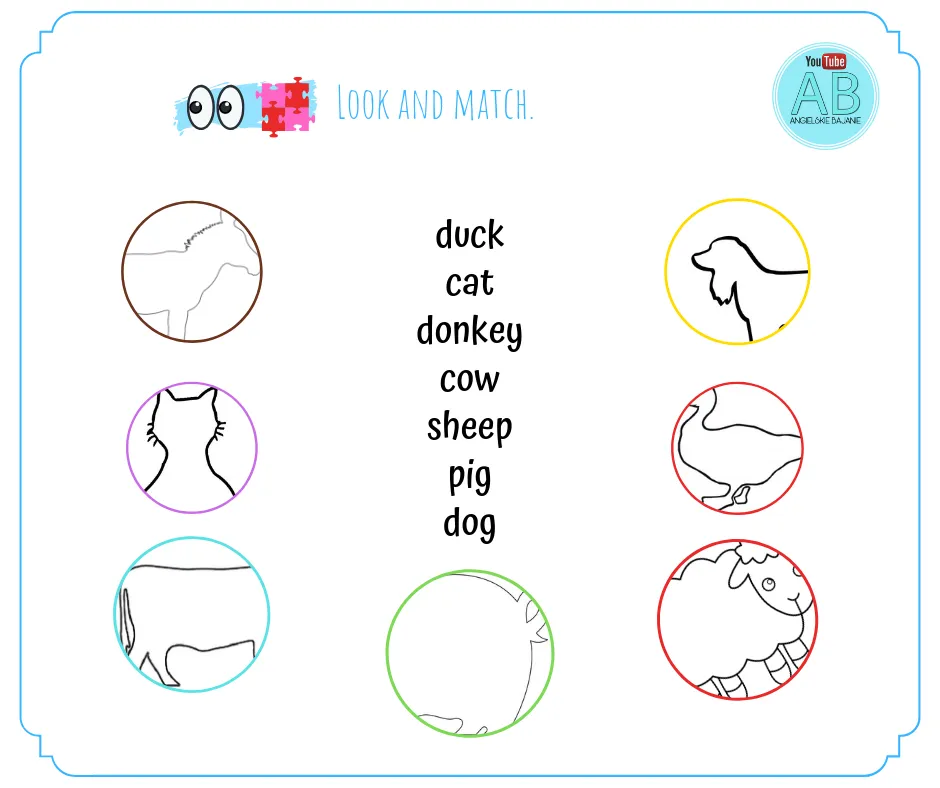 Look and match.
YouTube
AB
ANGIELSKIE BAJANIE
duck
cat
donkey
cow
sheep
pig
dog